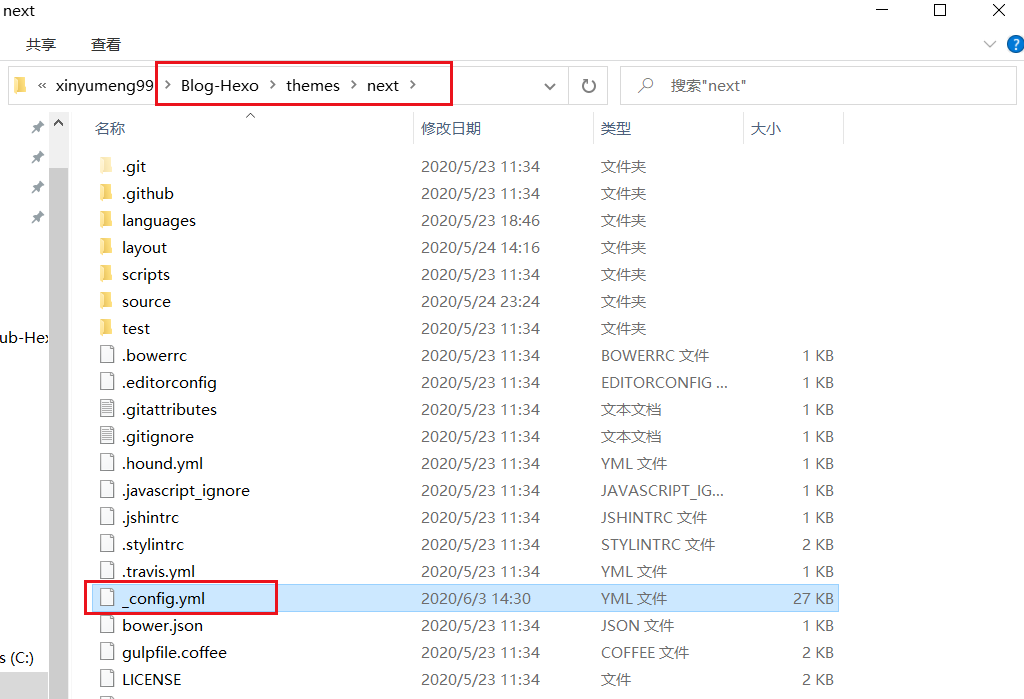 next
共享 查看
« xinyumeng99 > Blog-Hexo > themes > next > 搜索"next"
名称 修改日期 类型 大小
.git 2020/5/23 11:34 文件夹
.github 2020/5/23 11:34 文件夹
languages 2020/5/23 18:46 文件夹
layout 2020/5/24 14:16 文件夹
scripts 2020/5/23 11:34 文件夹
source 2020/5/24 23:24 文件夹
test 2020/5/23 11:34 文件夹
ub-Hex
.bowerrc 2020/5/23 11:34 BOWERRC 文件 1 KB
.editorconfig 2020/5/23 11:34 EDITORCONFIG ... 1 KB
.gitattributes 2020/5/23 11:34 文本文档 1 KB
.gitignore 2020/5/23 11:34 文本文档 1 KB
.hound.yml 2020/5/23 11:34 YML 文件 1 KB
.javascript_ignore 2020/5/23 11:34 JAVASCRIPT_IG... 1 KB
.jshintrc 2020/5/23 11:34 JSHINTRC 文件 1 KB
.stylintrc 2020/5/23 11:34 STYLINTRC 文件 2 KB
.travis.yml 2020/5/23 11:34 YML 文件 1 KB
_config.yml 2020/6/3 14:30 YML 文件 27 KB
bower.json 2020/5/23 11:34 JSON 文件 1 KB
gulpfile.coffee 2020/5/23 11:34 COFFEE 文件 2 KB
s (C:)
LICENSE 2020/5/23 11:34 文件 2 KB